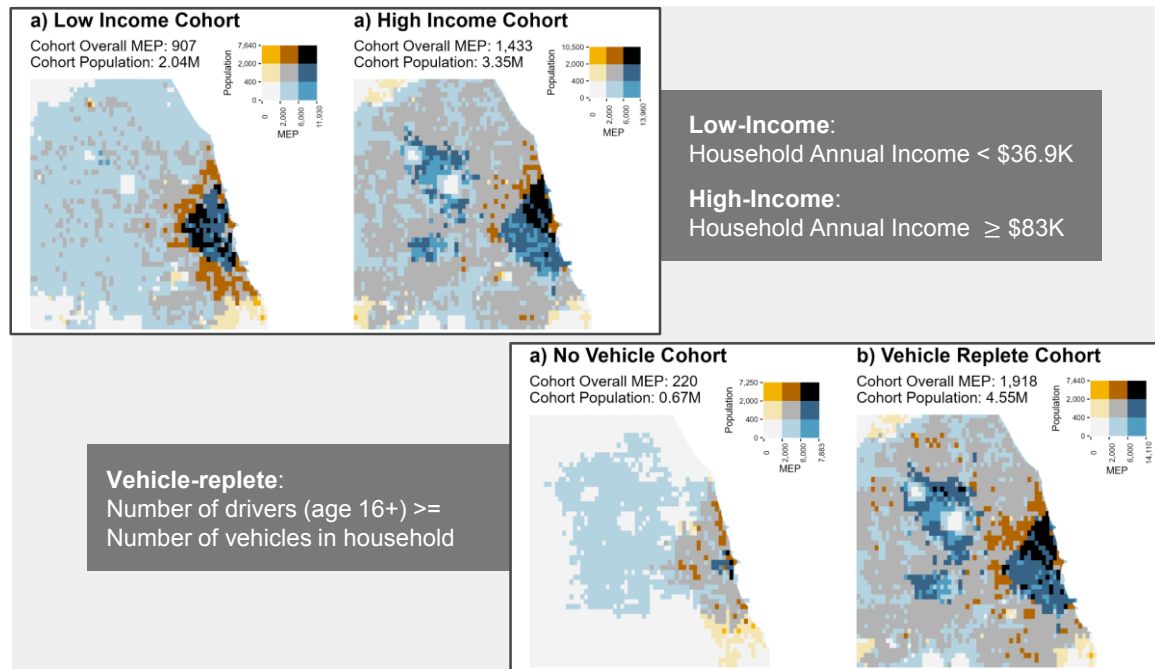 a) Low Income Cohort
Cohort Overall MEP: 907
Cohort Population: 2.04M
Population
7,640
2,000
400
0
0
2,000
6,000
11,930
MEP
a) High Income Cohort
Cohort Overall MEP: 1,433
Cohort Population: 3.35M
Population
10,500
2,000
400
0
0
2,000
6,000
13,960
MEP
Low-Income:
Household Annual Income < $36.9K
High-Income:
Household Annual Income ≥ $83K
a) No Vehicle Cohort
Cohort Overall MEP: 220
Cohort Population: 0.67M
Population
7,250
2,000
400
0
0
2,000
6,000
7,883
MEP
b) Vehicle Replete Cohort
Cohort Overall MEP: 1,918
Cohort Population: 4.55M
Population
7,440
2,000
400
0
0
2,000
6,000
14,110
MEP
Vehicle-replete:
Number of drivers (age 16+) >=
Number of vehicles in household